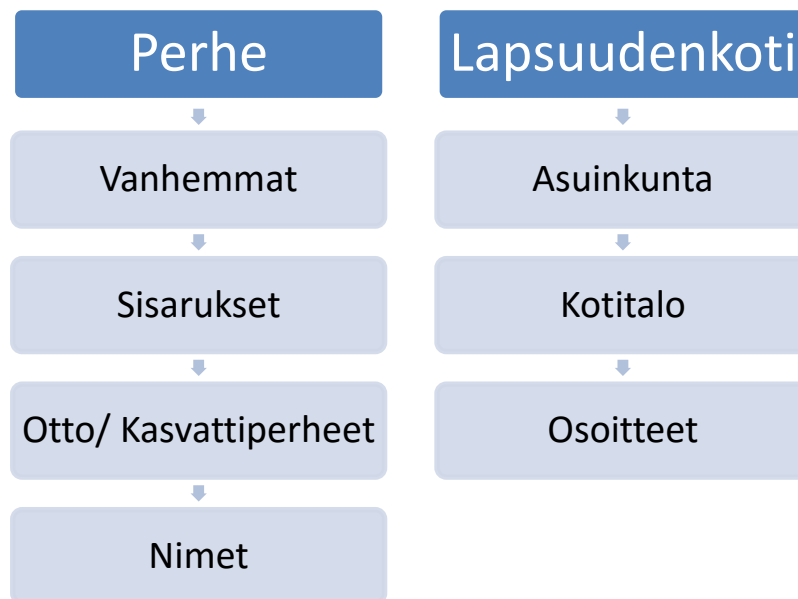 Perhe
Vanhemmat
Sisarukset
Otto/ Kasvattiperheet
Nimet
Lapsuudenkoti
Asuinkunta
Kotitalo
Osoitteet